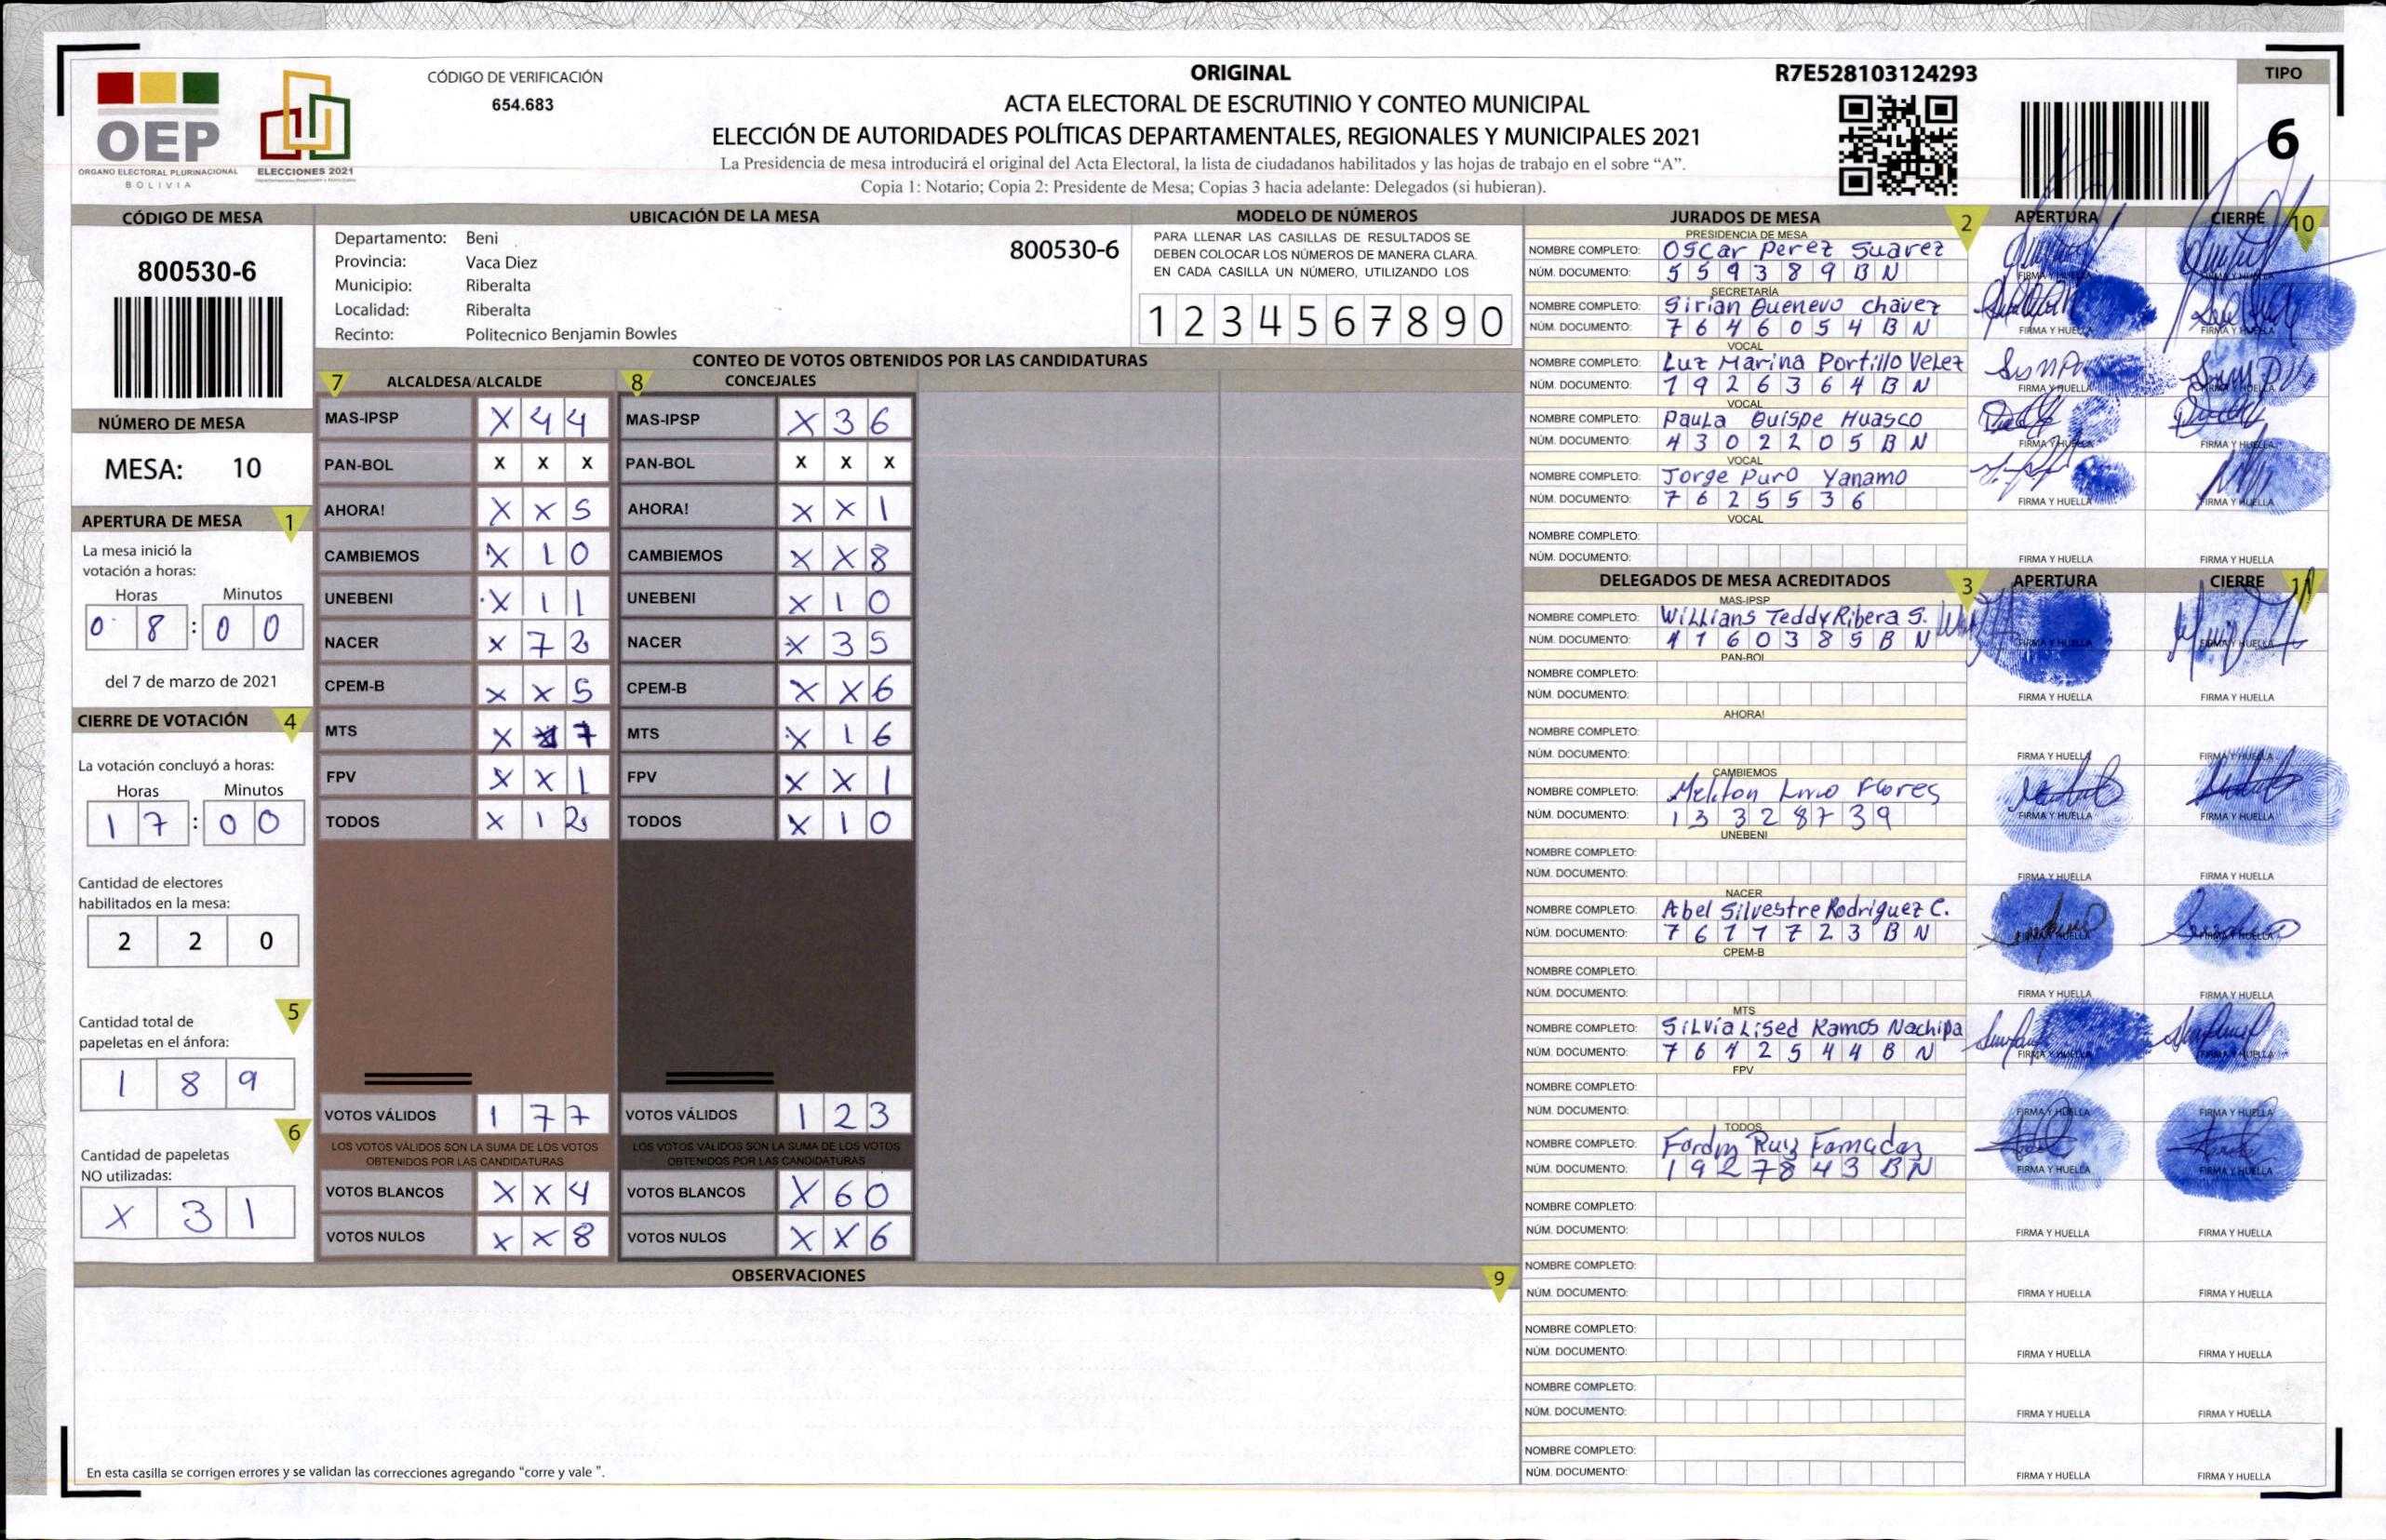 ORIGINAL
R7E528103124293
TIPO
6
CÓDIGO DE VERIFICACIÓN
654.683
ACTA ELECTORAL DE ESCRUTINIO Y CONTEO MUNICIPAL
ELECCIÓN DE AUTORIDADES POLÍTICAS DEPARTAMENTALES, REGIONALES Y MUNICIPALES 2021
La Presidencia de mesa introducirá el original del Acta Electoral, la lista de ciudadanos habilitados y las hojas de trabajo en el sobre “A”.
Copia 1: Notario; Copia 2: Presidente de Mesa; Copias 3 hacia adelante: Delegados (si hubieran).
OEP
ÓRGANO ELECTORAL PLURINACIONAL
BOLIVIA
ELECCIONES 2021
CÓDIGO DE MESA
800530-6
NÚMERO DE MESA
MESA: 10
APERTURA DE MESA 1
La mesa inició la
votación a horas:
Horas Minutos
0 8 : 0 0
del 7 de marzo de 2021
CIERRE DE VOTACIÓN 4
La votación concluyó a horas:
Horas Minutos
1 7 : 0 0
Cantidad de electores
habilitados en la mesa:
2 2 0
5
Cantidad total de
papeletas en el ánfora:
1 8 9
6
Cantidad de papeletas
NO utilizadas:
X 3 1
UBICACIÓN DE LA MESA
Departamento: Beni
800530-6
Provincia: Vaca Diez
Municipio: Riberalta
Localidad: Riberalta
Recinto: Politecnico Benjamin Bowles
MODELO DE NÚMEROS
PARA LLENAR LAS CASILLAS DE RESULTADOS SE
DEBEN COLOCAR LOS NÚMEROS DE MANERA CLARA.
EN CADA CASILLA UN NÚMERO, UTILIZANDO LOS
1 2 3 4 5 6 7 8 9 0
CONTEO DE VOTOS OBTENIDOS POR LAS CANDIDATURAS
7 ALCALDESA/ALCALDE 8 CONCEJALES
MAS-IPSP X 4 4 MAS-IPSP X 3 6
PAN-BOL X X X PAN-BOL X X X
AHORA! X X 5 AHORA! X X 1
CAMBIEMOS X 1 0 CAMBIEMOS X X 8
UNEBENI X 1 1 UNEBENI X 1 0
NACER X 7 2 NACER X 3 5
CPEM-B X X 5 CPEM-B X X 6
MTS X 7 MTS X 1 6
FPV X X 1 FPV X X 1
TODOS X 1 2 TODOS X 1 0
VOTOS VÁLIDOS 1 7 7 VOTOS VÁLIDOS 1 2 3
LOS VOTOS VÁLIDOS SON LA SUMA DE LOS VOTOS LOS VOTOS VÁLIDOS SON LA SUMA DE LOS VOTOS
OBTENIDOS POR LAS CANDIDATURAS OBTENIDOS POR LAS CANDIDATURAS
VOTOS BLANCOS X X 4 VOTOS BLANCOS X 6 0
VOTOS NULOS X X 8 VOTOS NULOS X X 6
OBSERVACIONES 9
En esta casilla se corrigen errores y se validan las correcciones agregando “corre y vale ”.
JURADOS DE MESA 2 APERTURA CIERRE 10
PRESIDENCIA DE MESA
NOMBRE COMPLETO: Oscar Perez Suarez
NÚM. DOCUMENTO: 5 5 9 3 8 9 B N FIRMA Y HUELLA FIRMA Y HUELLA
SECRETARÍA
NOMBRE COMPLETO: Sirian Guenevo Chavez
NÚM. DOCUMENTO: 7 6 4 6 0 5 4 B N FIRMA Y HUELLA FIRMA Y HUELLA
VOCAL
NOMBRE COMPLETO: Luz Marina Portillo Velez
NÚM. DOCUMENTO: 1 9 2 6 3 6 4 B N FIRMA Y HUELLA FIRMA Y HUELLA
VOCAL
NOMBRE COMPLETO: Paula Quispe Huasco
NÚM. DOCUMENTO: 4 3 0 2 2 0 5 B N FIRMA Y HUELLA FIRMA Y HUELLA
VOCAL
NOMBRE COMPLETO: Jorge Puro Yanamo
NÚM. DOCUMENTO: 7 6 2 5 5 3 6 FIRMA Y HUELLA FIRMA Y HUELLA
VOCAL
NOMBRE COMPLETO:
NÚM. DOCUMENTO: FIRMA Y HUELLA FIRMA Y HUELLA
DELEGADOS DE MESA ACREDITADOS 3 APERTURA CIERRE 11
MAS-IPSP
NOMBRE COMPLETO: Willians Teddy Ribera S.
NÚM. DOCUMENTO: 4 1 6 0 3 8 5 B N FIRMA Y HUELLA FIRMA Y HUELLA
PAN-BOL
NOMBRE COMPLETO:
NÚM. DOCUMENTO: FIRMA Y HUELLA FIRMA Y HUELLA
AHORA!
NOMBRE COMPLETO:
NÚM. DOCUMENTO: FIRMA Y HUELLA FIRMA Y HUELLA
CAMBIEMOS
NOMBRE COMPLETO: Meliton Lino Flores
NÚM. DOCUMENTO: 1 3 3 2 8 7 3 9 FIRMA Y HUELLA FIRMA Y HUELLA
UNEBENI
NOMBRE COMPLETO:
NÚM. DOCUMENTO: FIRMA Y HUELLA FIRMA Y HUELLA
NACER
NOMBRE COMPLETO: Abel Silvestre Rodriguez C.
NÚM. DOCUMENTO: 7 6 1 1 7 2 3 B N FIRMA Y HUELLA FIRMA Y HUELLA
CPEM-B
NOMBRE COMPLETO:
NÚM. DOCUMENTO: FIRMA Y HUELLA FIRMA Y HUELLA
MTS
NOMBRE COMPLETO: Silvia Lised Ramos Nachipa
NÚM. DOCUMENTO: 7 6 4 2 5 4 4 B N FIRMA Y HUELLA FIRMA Y HUELLA
FPV
NOMBRE COMPLETO:
NÚM. DOCUMENTO: FIRMA Y HUELLA FIRMA Y HUELLA
TODOS
NOMBRE COMPLETO: Ruiz
NÚM. DOCUMENTO: 1 9 2 7 8 4 3 B N FIRMA Y HUELLA FIRMA Y HUELLA
NOMBRE COMPLETO:
NÚM. DOCUMENTO: FIRMA Y HUELLA FIRMA Y HUELLA
NOMBRE COMPLETO:
NÚM. DOCUMENTO: FIRMA Y HUELLA FIRMA Y HUELLA
NOMBRE COMPLETO:
NÚM. DOCUMENTO: FIRMA Y HUELLA FIRMA Y HUELLA
NOMBRE COMPLETO:
NÚM. DOCUMENTO: FIRMA Y HUELLA FIRMA Y HUELLA
NOMBRE COMPLETO:
NÚM. DOCUMENTO: FIRMA Y HUELLA FIRMA Y HUELLA